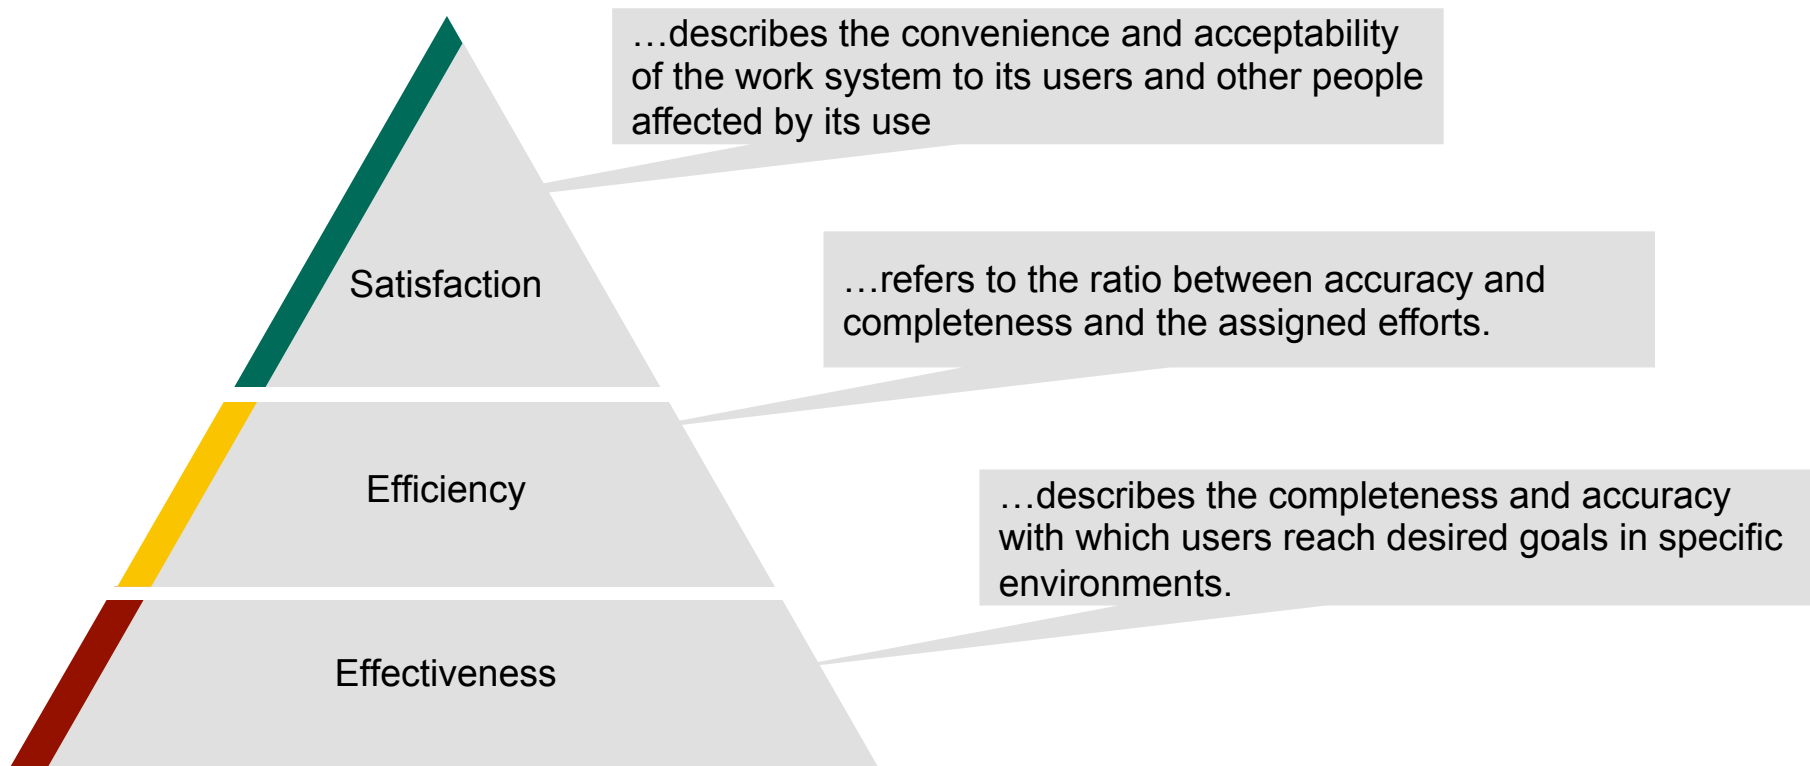 …describes the convenience and acceptability
of the work system to its users and other people
affected by its use
Satisfaction
…refers to the ratio between accuracy and
completeness and the assigned efforts.
Efficiency
…describes the completeness and accuracy
with which users reach desired goals in specific
environments.
Effectiveness